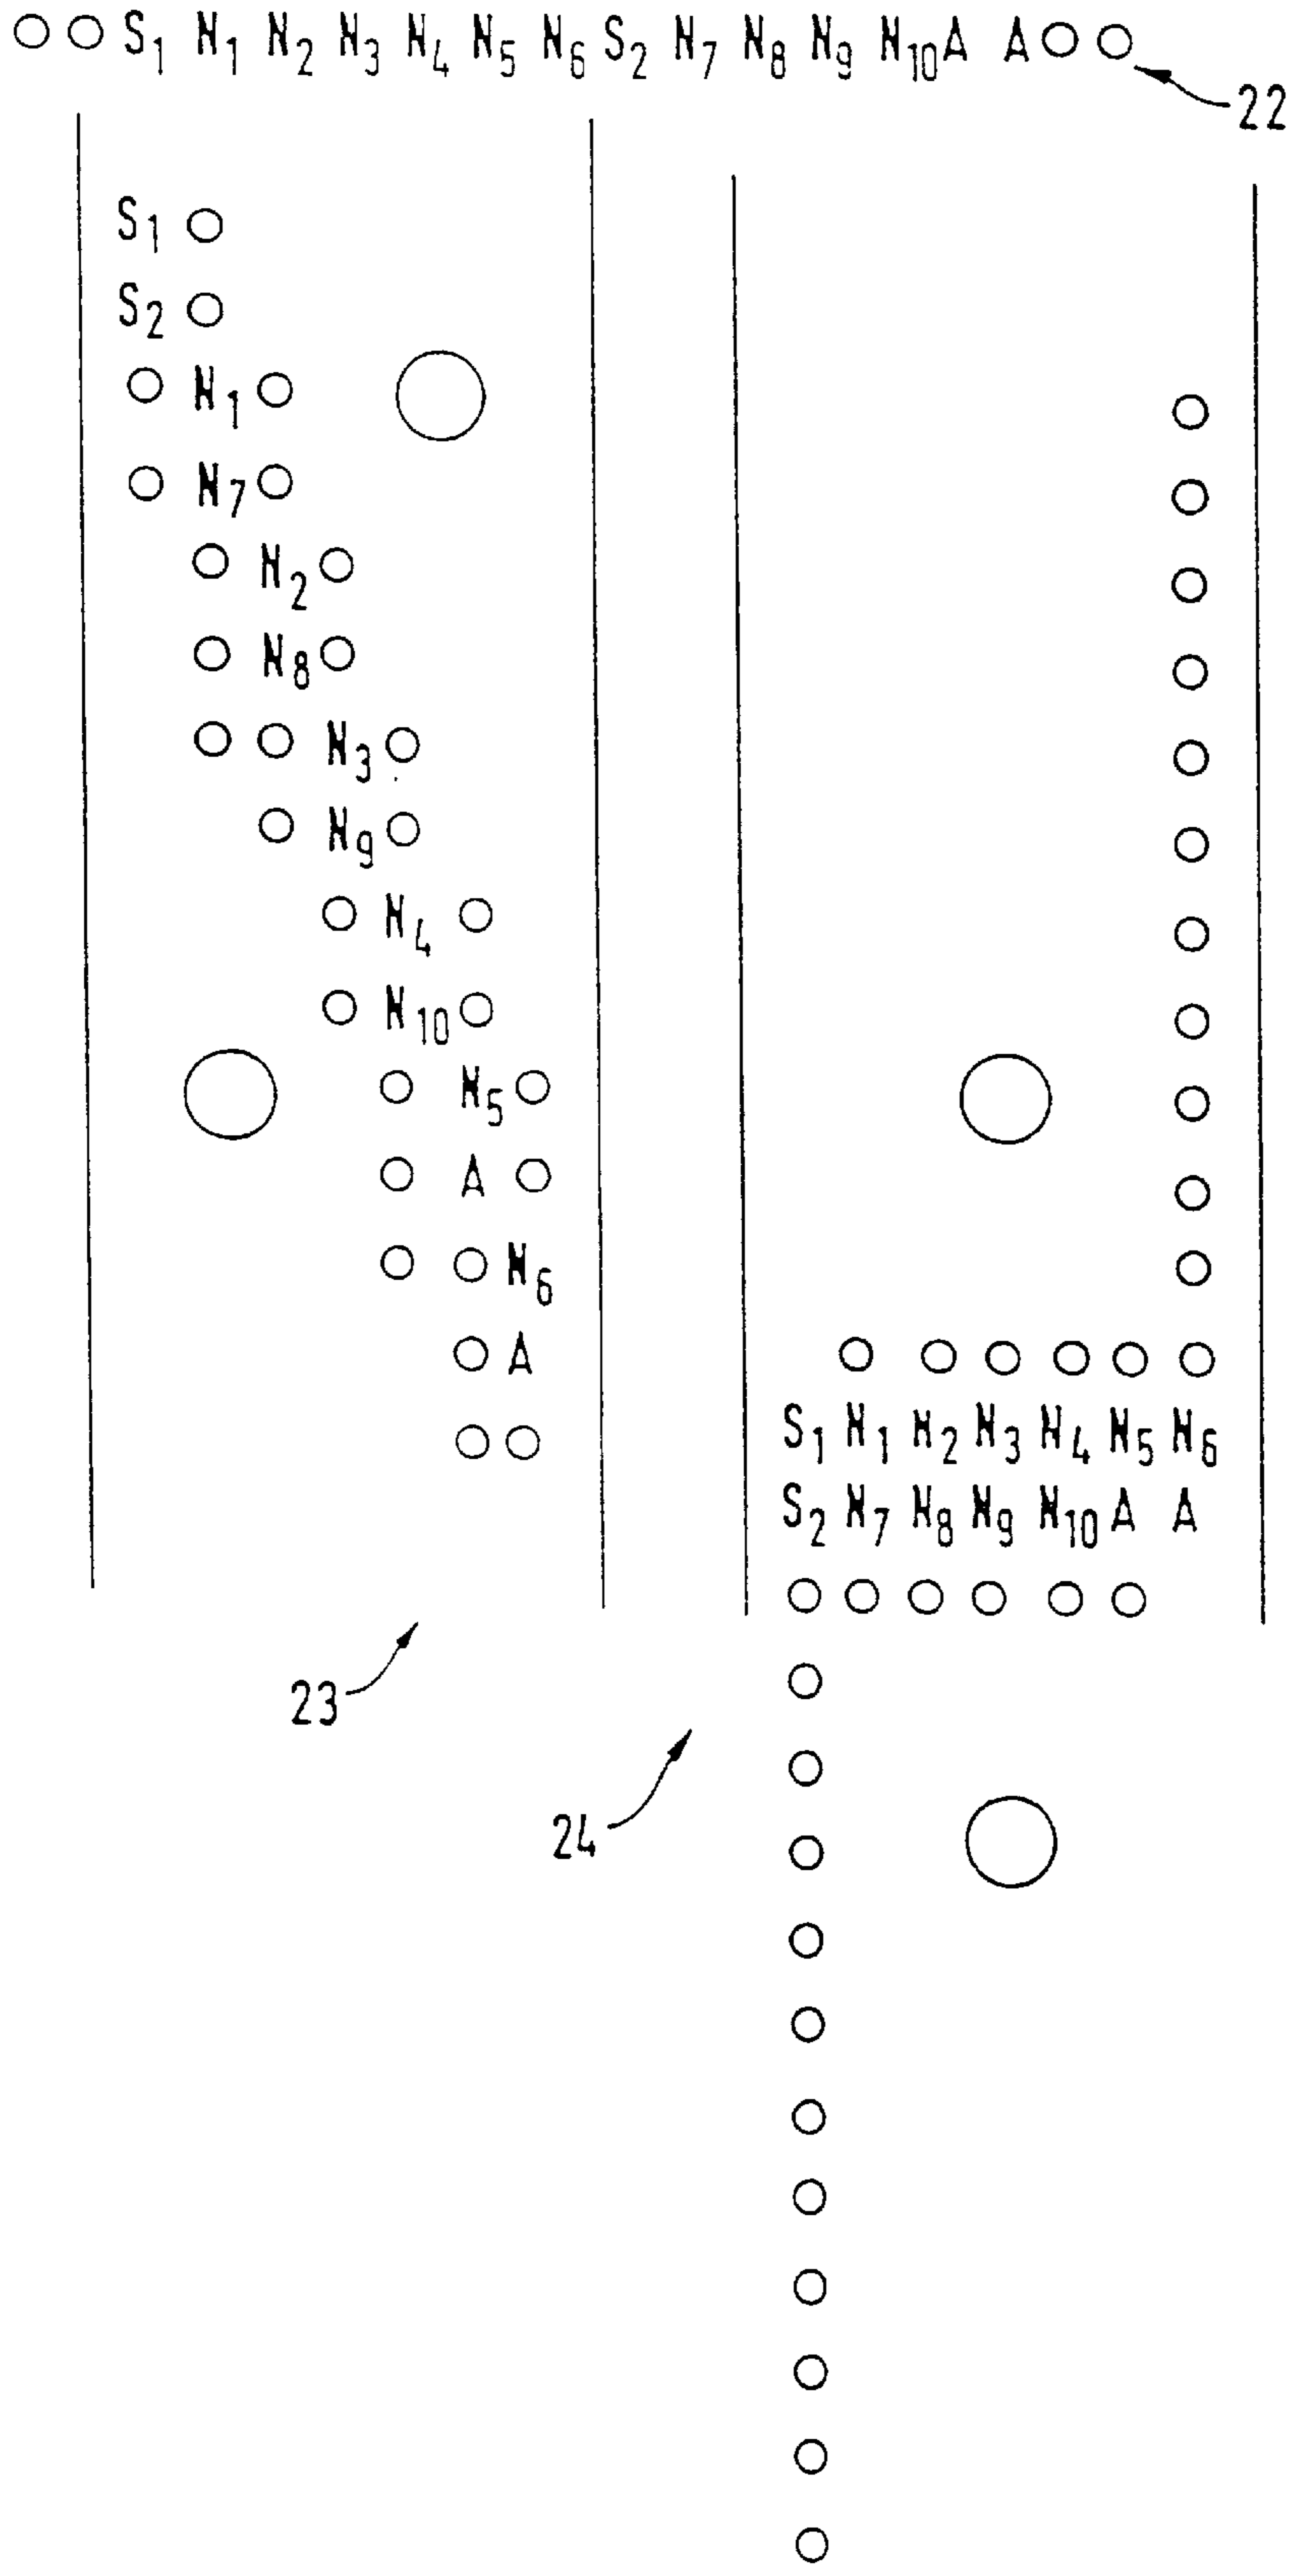 S1 N1 N2 N3 N4 N5 N6 S2 N7 N8 N9 N10 A A
22
S1
S2
N1
N7
N2
N8
N3
N9
N4
N10
N5
A
N6
A
23
S1 N1 N2 N3 N4 N5 N6
S2 N7 N8 N9 N10 A A
24